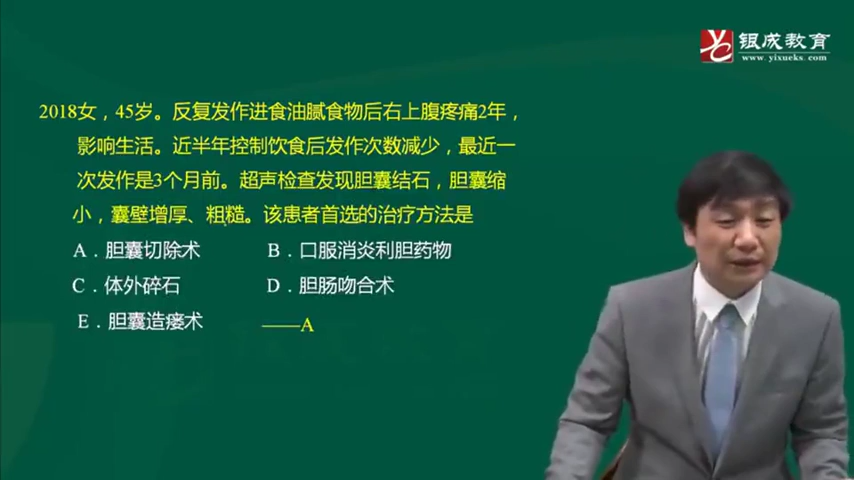 银成教育
www.yixueks.com
2018女，45岁。反复发作进食油腻食物后右上腹疼痛2年，
影响生活。近半年控制饮食后发作次数减少，最近一
次发作是3个月前。超声检查发现胆囊结石，胆囊缩
小，囊壁增厚、粗糙。该患者首选的治疗方法是
A．胆囊切除术 B．口服消炎利胆药物
C．体外碎石 D．胆肠吻合术
E．胆囊造瘘术 ——A